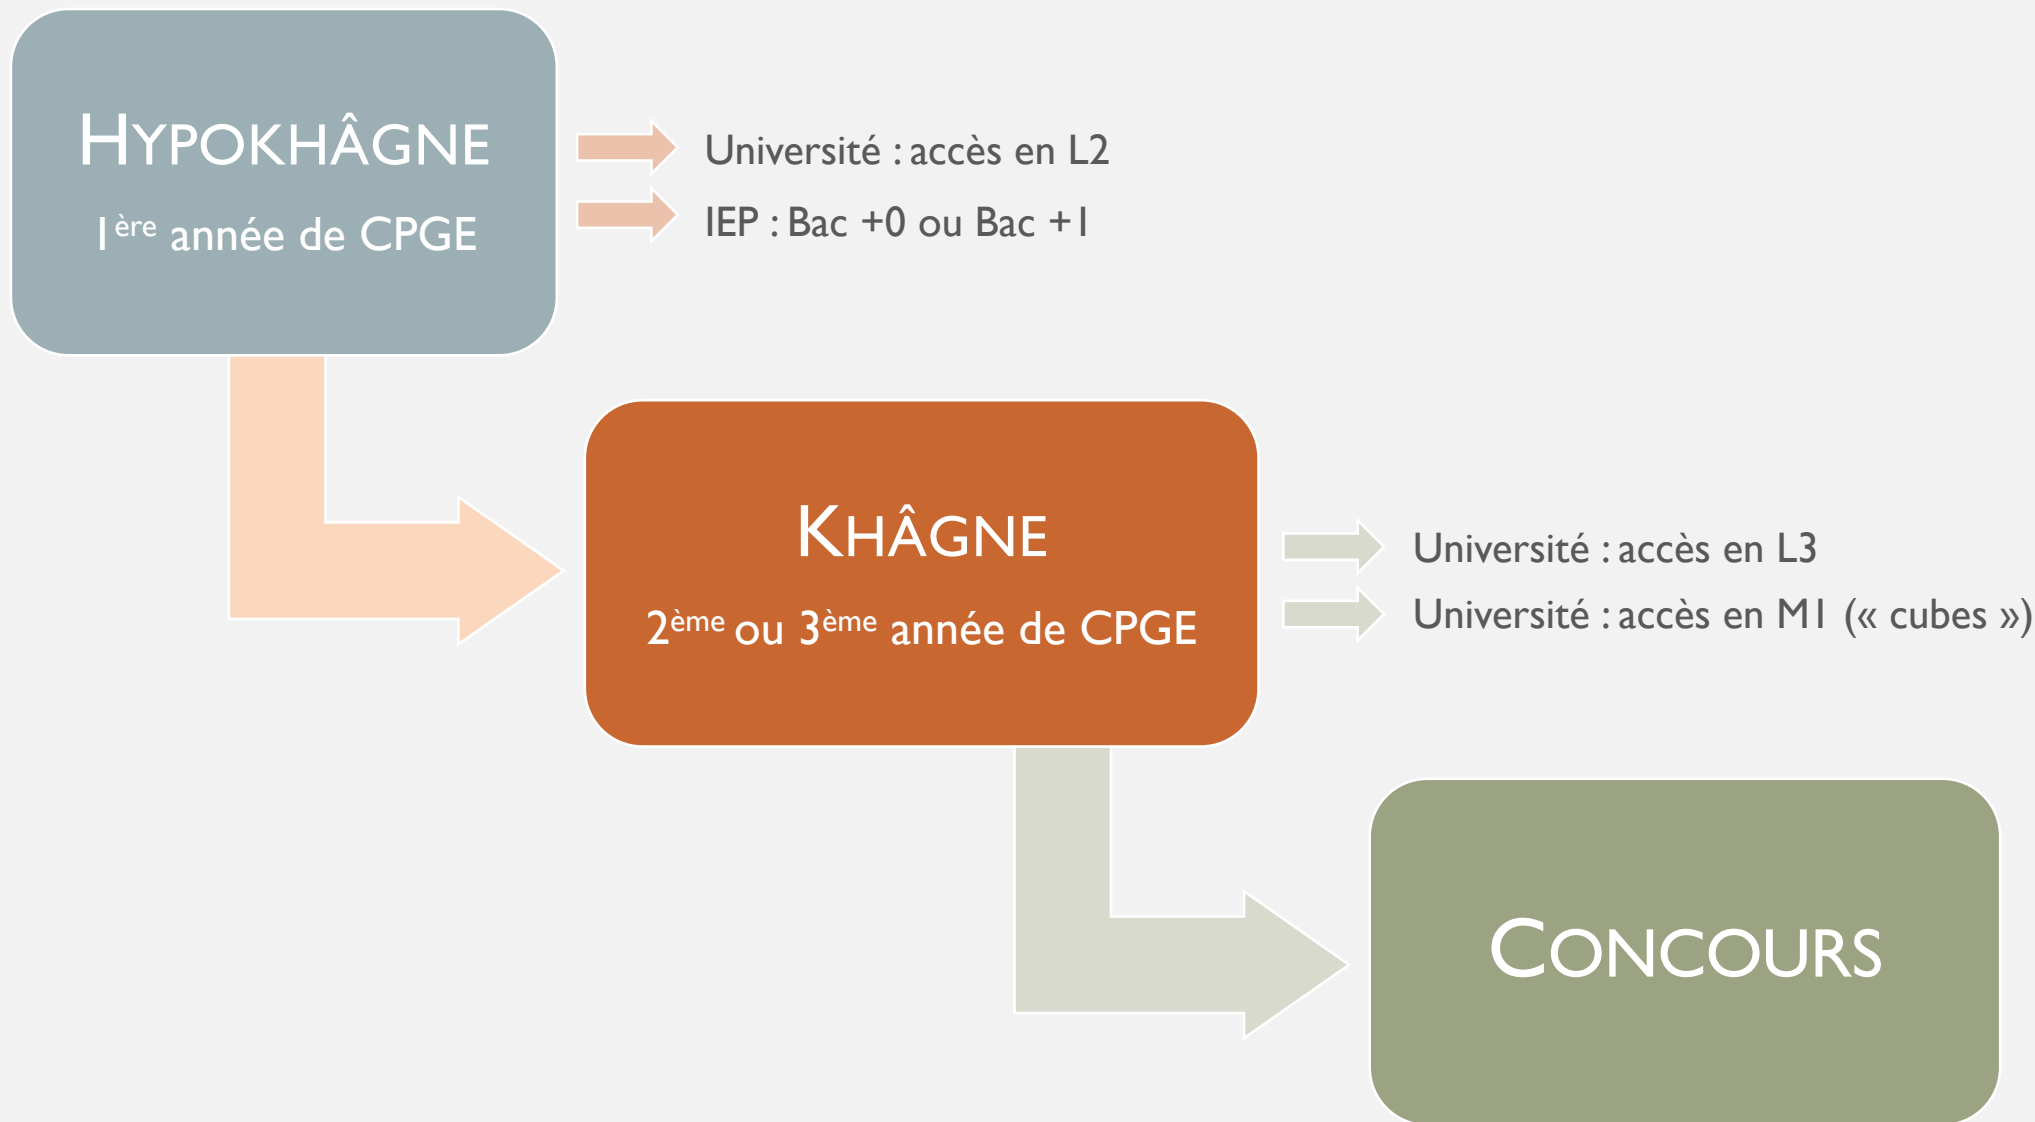 HYPOKHÂGNE
1ère année de CPGE
Université : accès en L2
IEP : Bac +0 ou Bac +1
KHÂGNE
2ème ou 3ème année de CPGE
Université : accès en L3
Université : accès en M1 (« cubes »)
CONCOURS